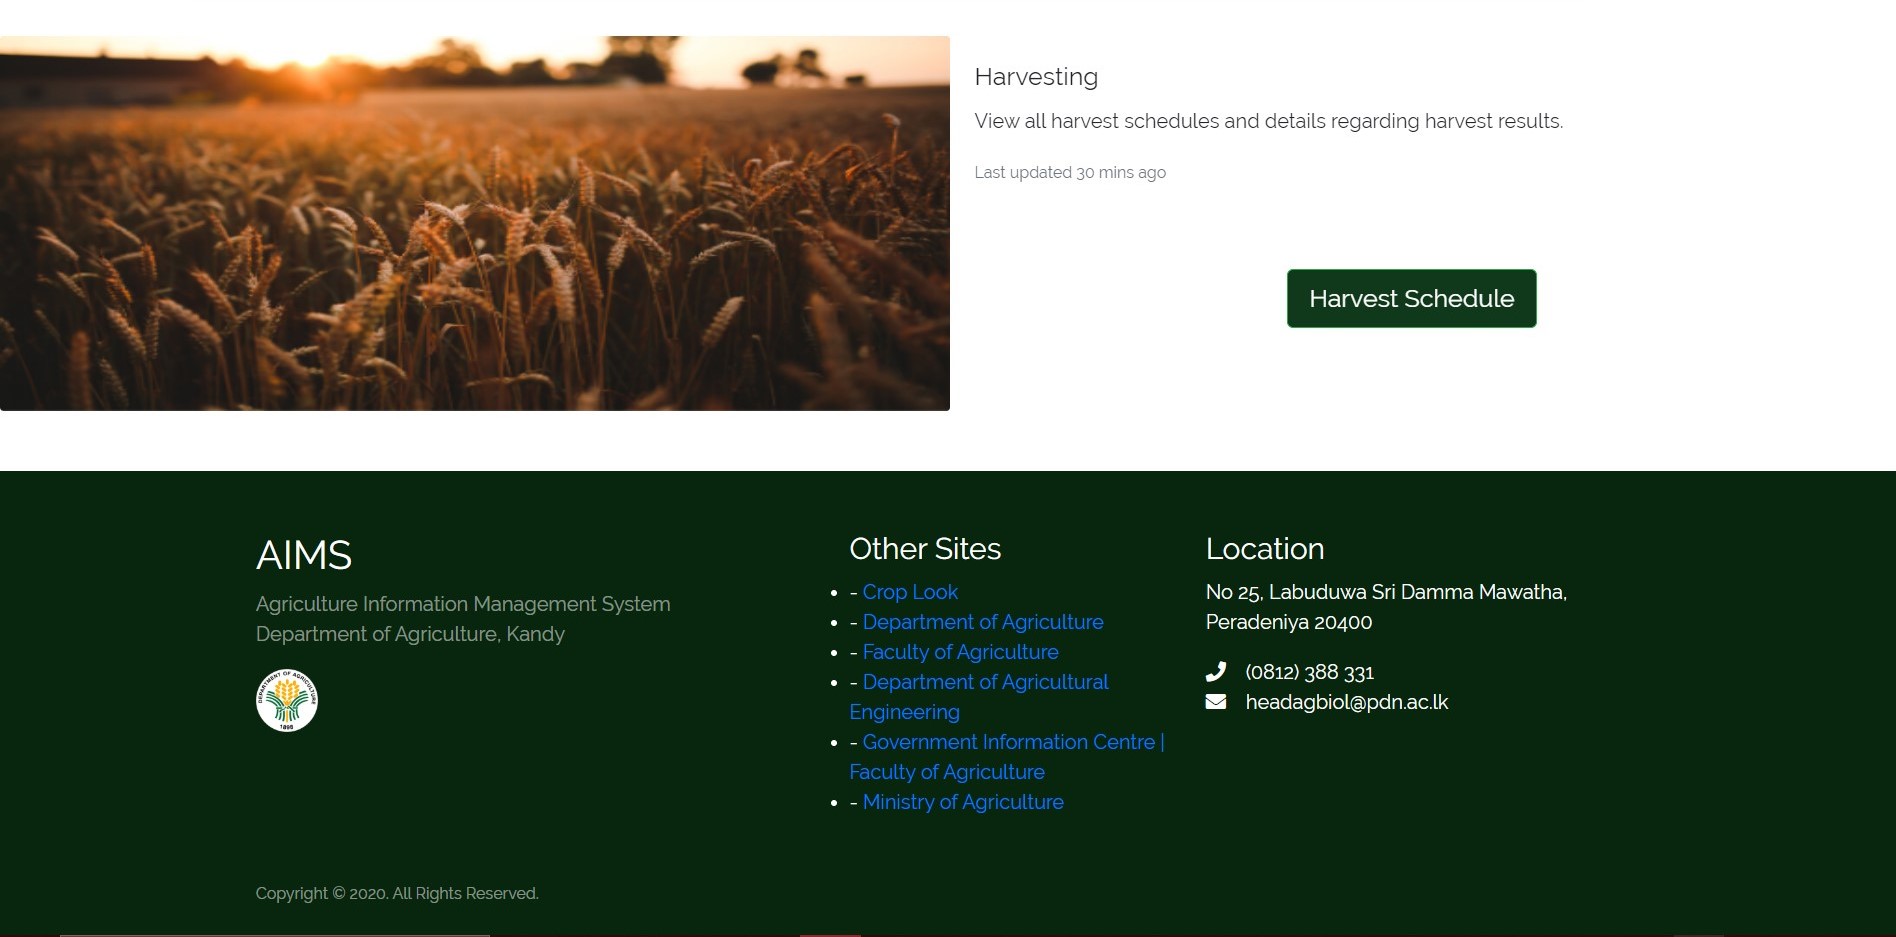 Harvesting
View all harvest schedules and details regarding harvest results.
Last updated 30 mins ago
Harvest Schedule
AIMS
Agriculture Information Management System
Department of Agriculture, Kandy
DEPARTMENT OF AGRICULTURE
1898
Other Sites
- Crop Look
- Department of Agriculture
- Faculty of Agriculture
- Department of Agricultural
Engineering
- Government Information Centre |
Faculty of Agriculture
- Ministry of Agriculture
Location
No 25, Labuduwa Sri Damma Mawatha,
Peradeniya 20400
(0812) 388 331
headagbiol@pdn.ac.lk
Copyright © 2020. All Rights Reserved.